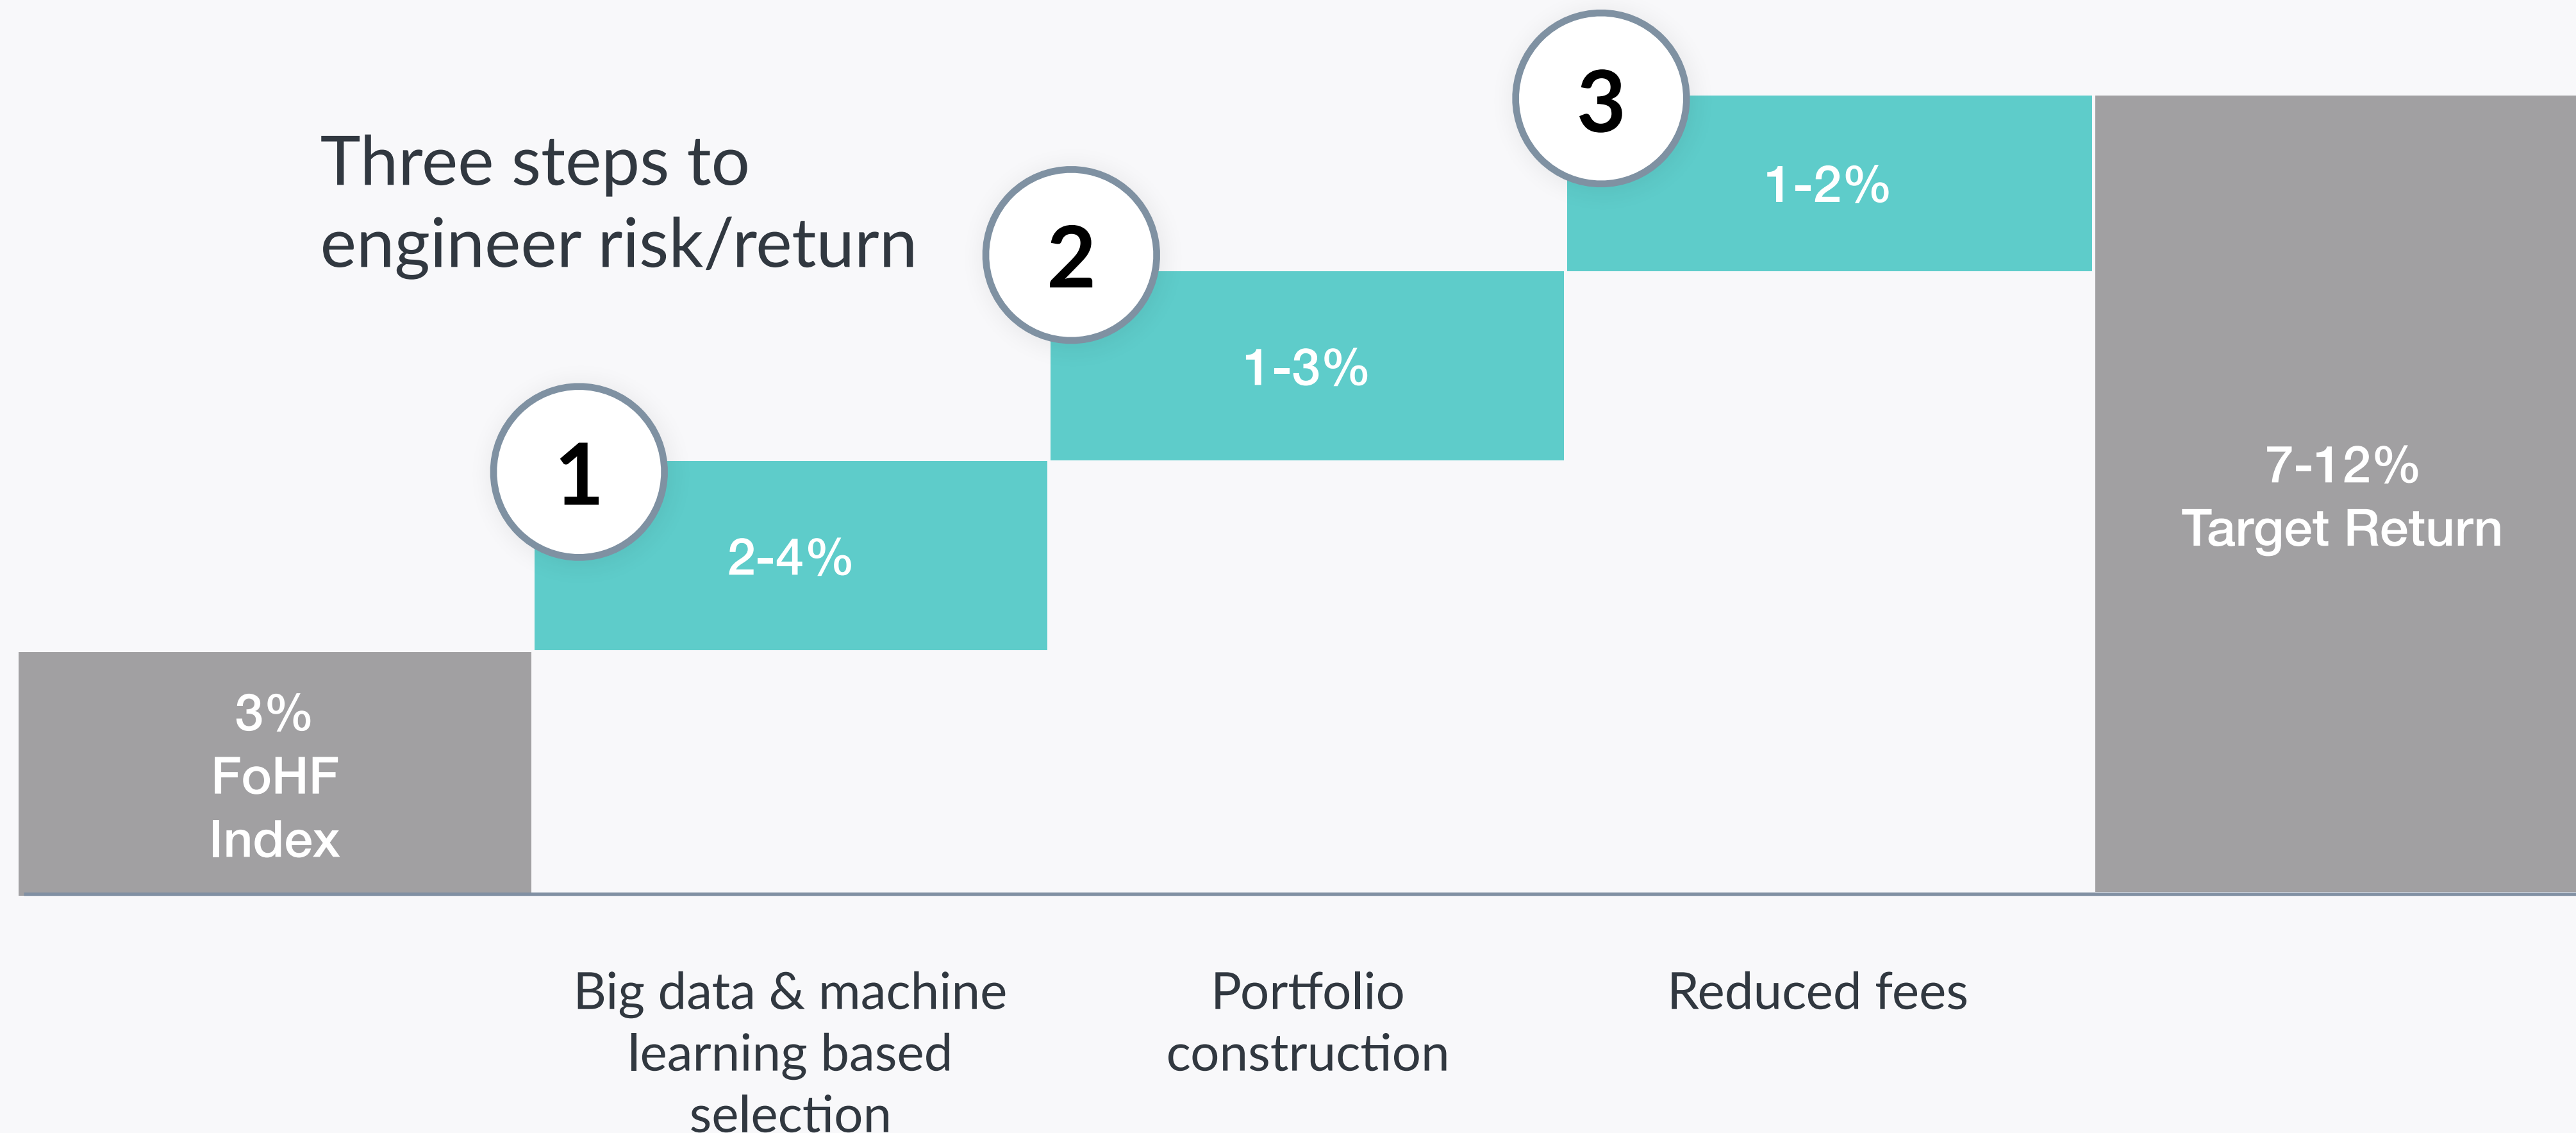 Three steps to
engineer risk/return
1
2
3
3%
FoHF
Index
2-4%
1-3%
1-2%
7-12%
Target Return
Big data & machine
learning based
selection
Portfolio
construction
Reduced fees